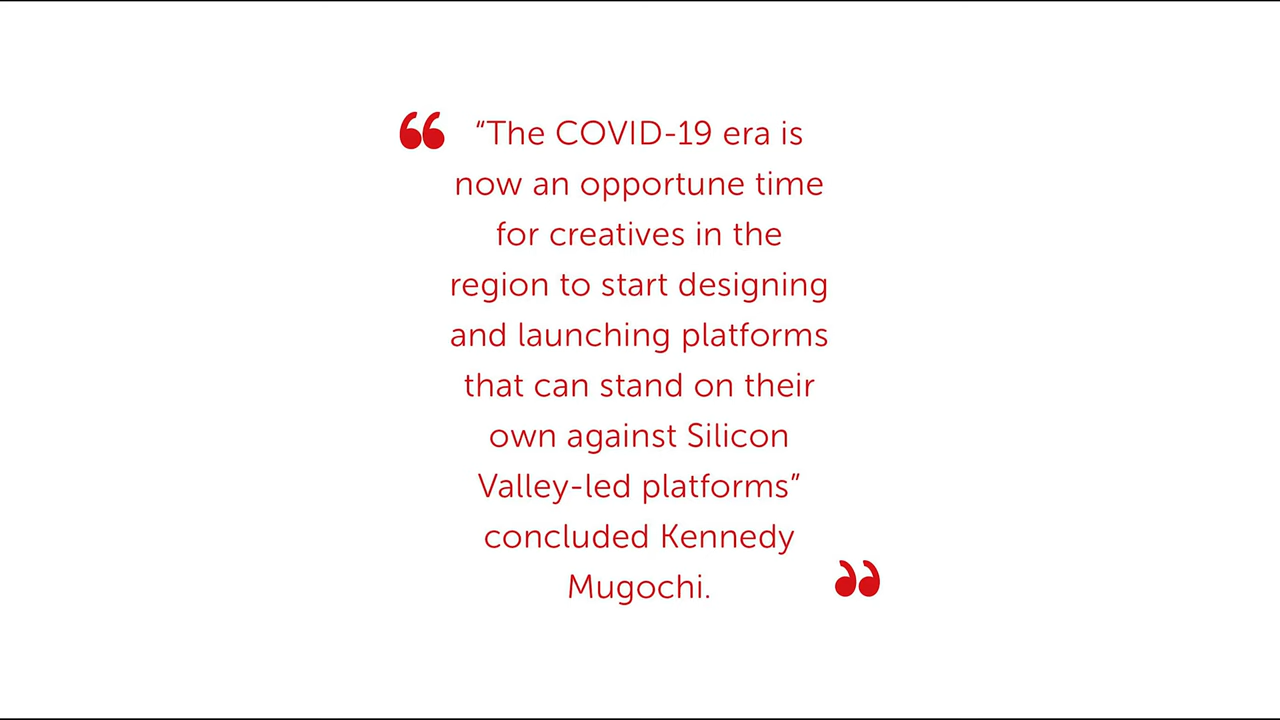 “The COVID-19 era is
now an opportune time
for creatives in the
region to start designing
and launching platforms
that can stand on their
own against Silicon
Valley-led platforms”
concluded Kennedy
Mugochi.